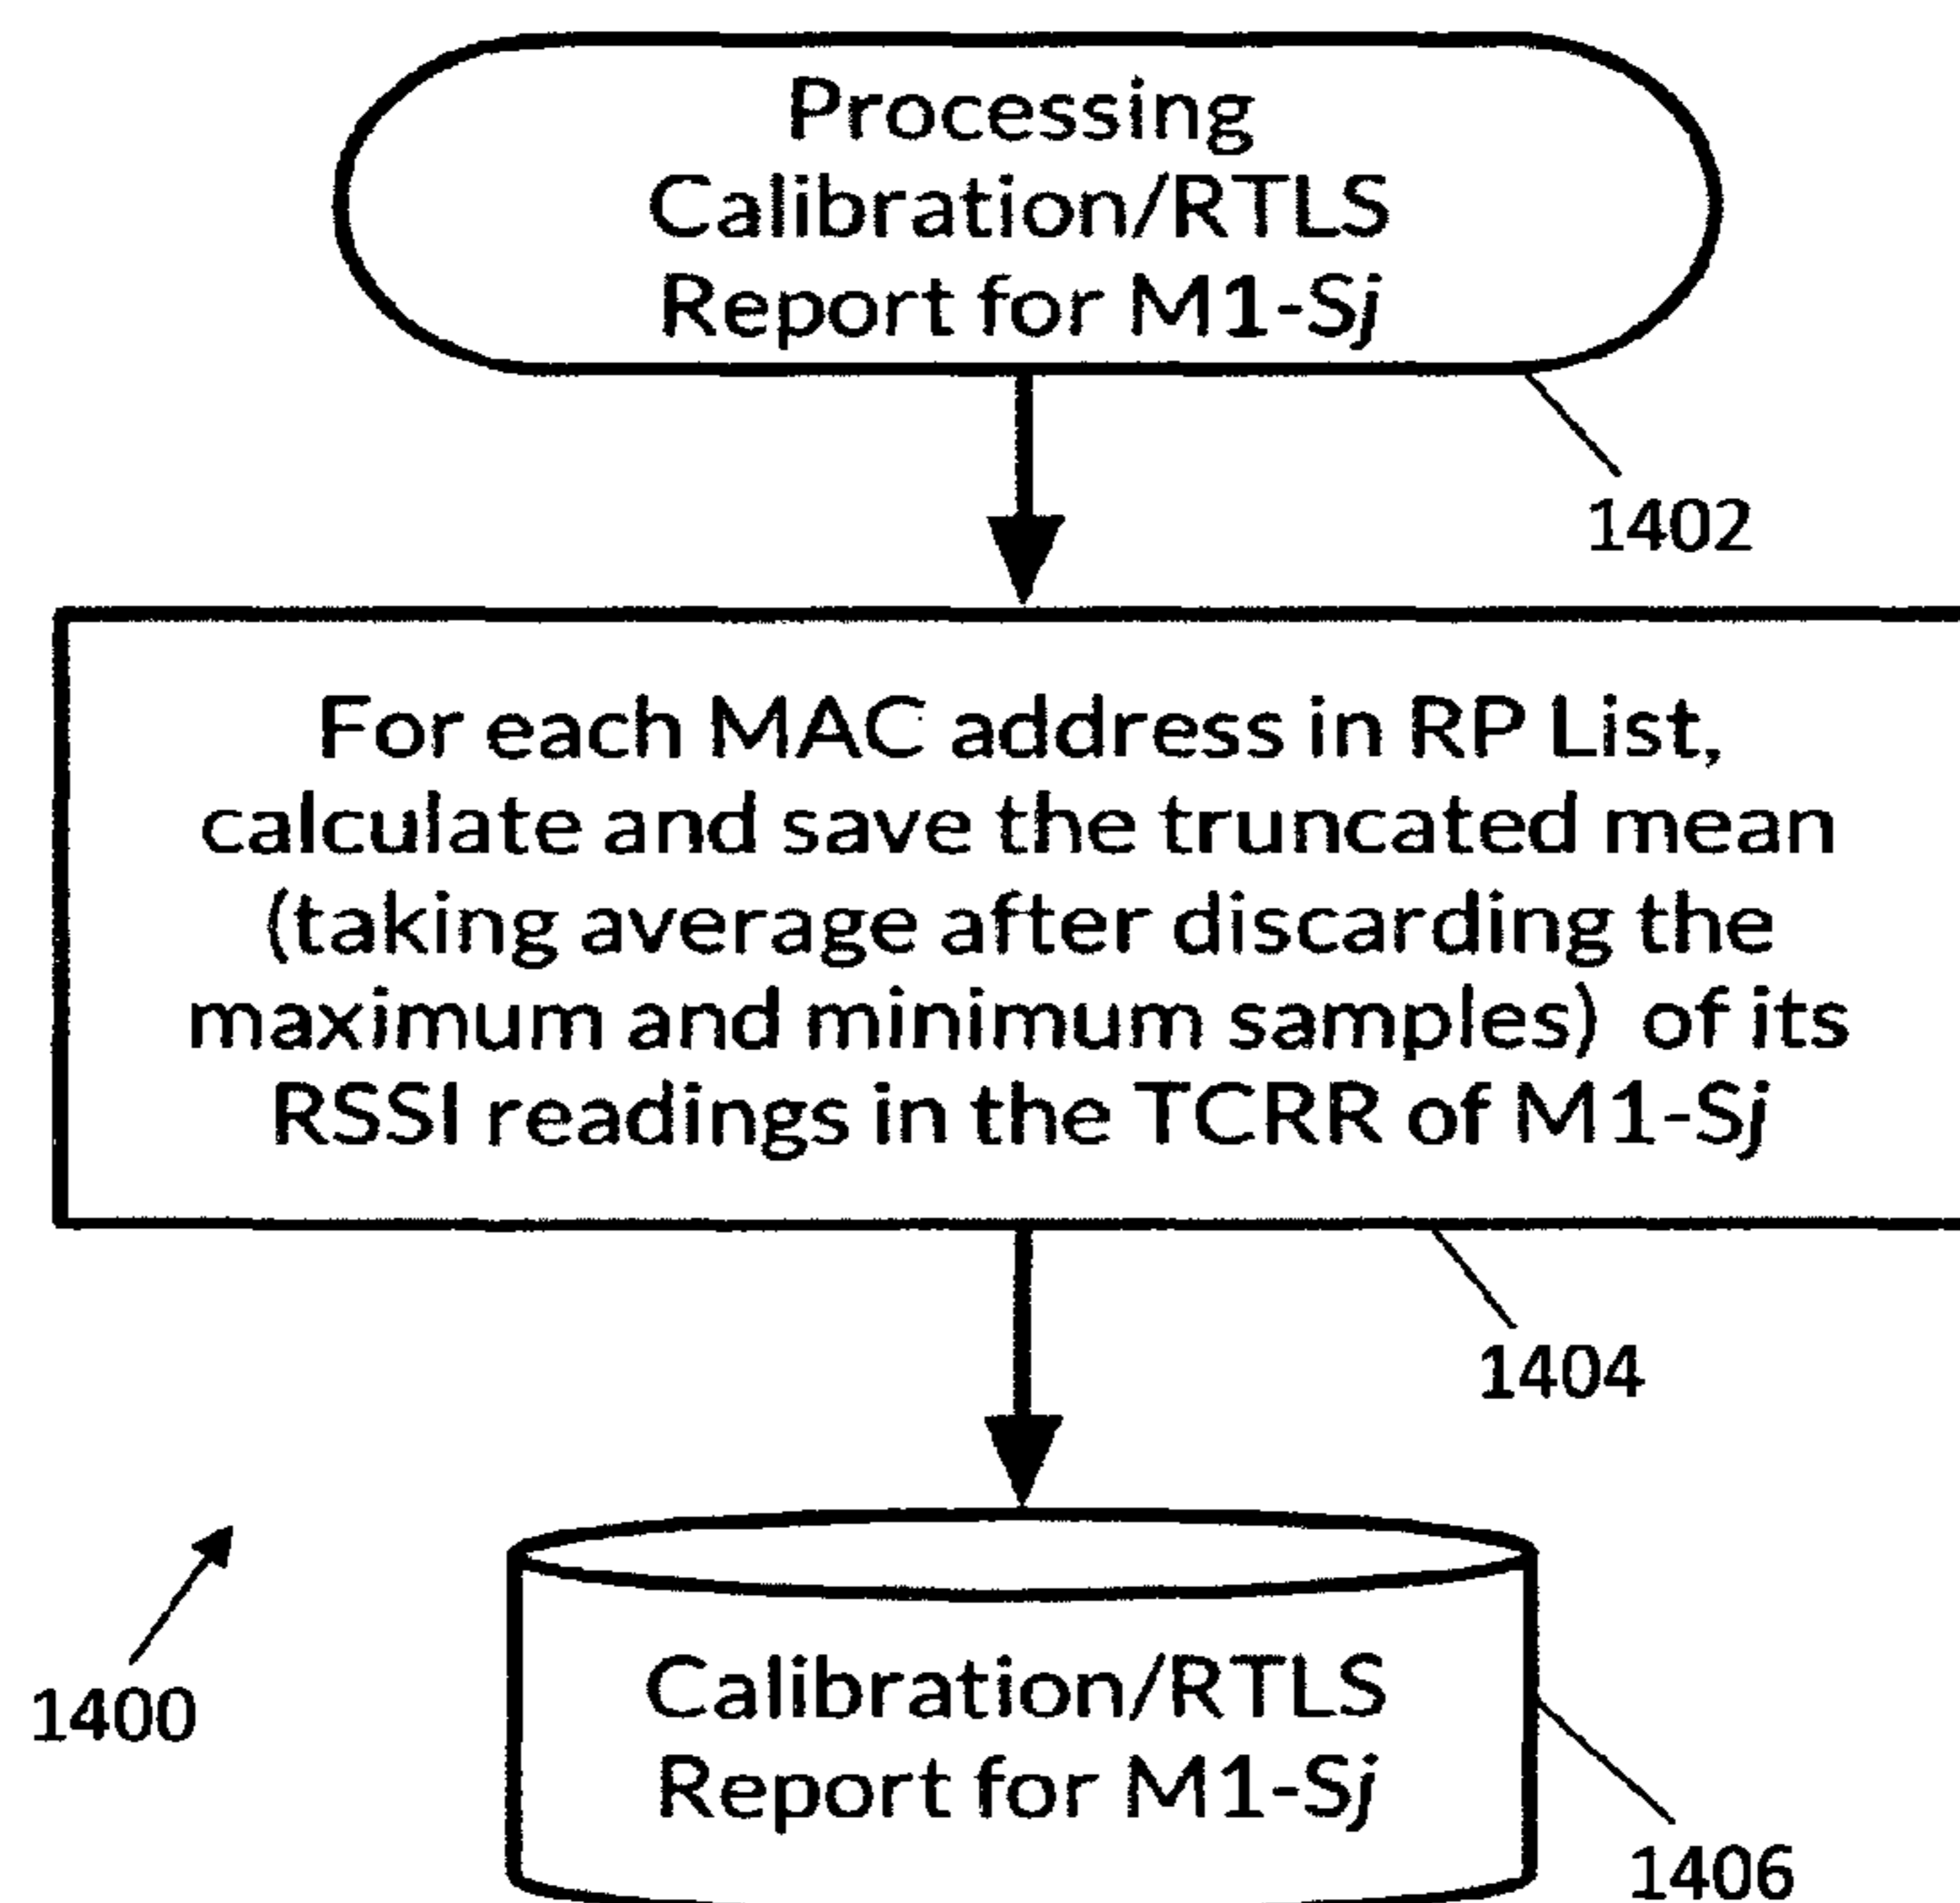 Processing
Calibration/RTLS
Report for M1-Sj
1402
For each MAC address in RP List,
calculate and save the truncated mean
(taking average after discarding the
maximum and minimum samples) of its
RSSI readings in the TCRR of M1-Sj
1404
1400
Calibration/RTLS
Report for M1-Sj
1406